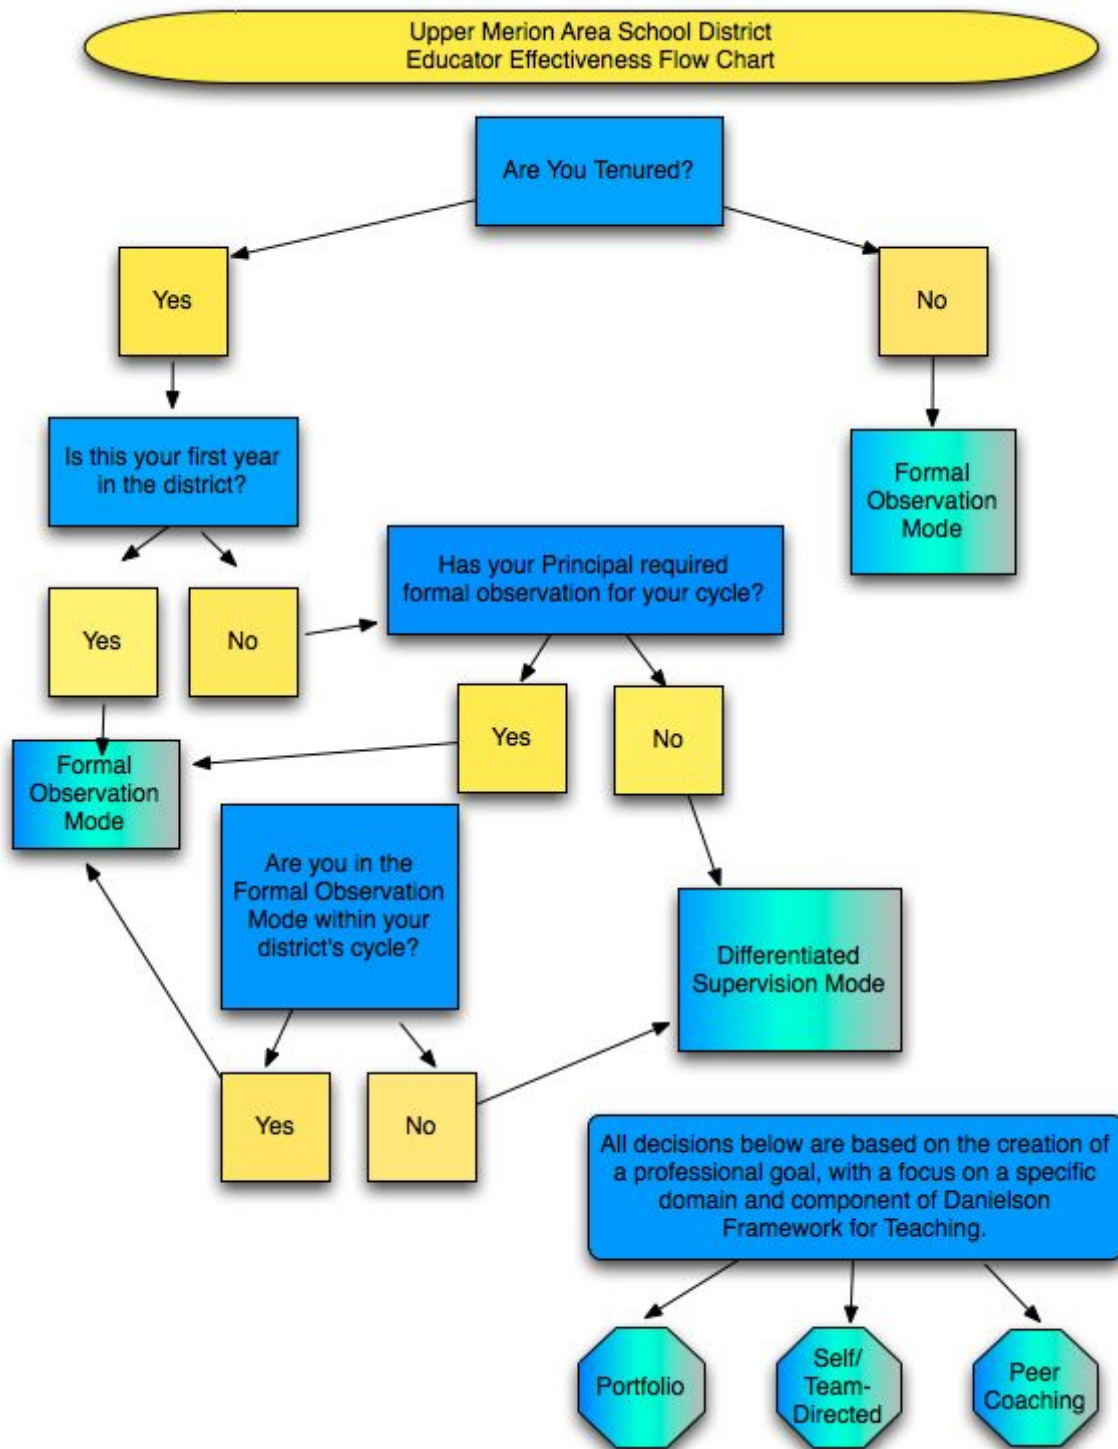 Upper Merion Area School District
Educator Effectiveness Flow Chart
Are You Tenured?
Yes
No
Is this your first year
in the district?
Formal
Observation
Mode
Has your Principal required
formal observation for your cycle?
Yes
No
Yes
No
Formal
Observation
Mode
Are you in the
Formal Observation
Mode within your
district's cycle?
Differentiated
Supervision Mode
Yes
No
All decisions below are based on the creation of
a professional goal, with a focus on a specific
domain and component of Danielson
Framework for Teaching.
Portfolio
Self/
Team-
Directed
Peer
Coaching